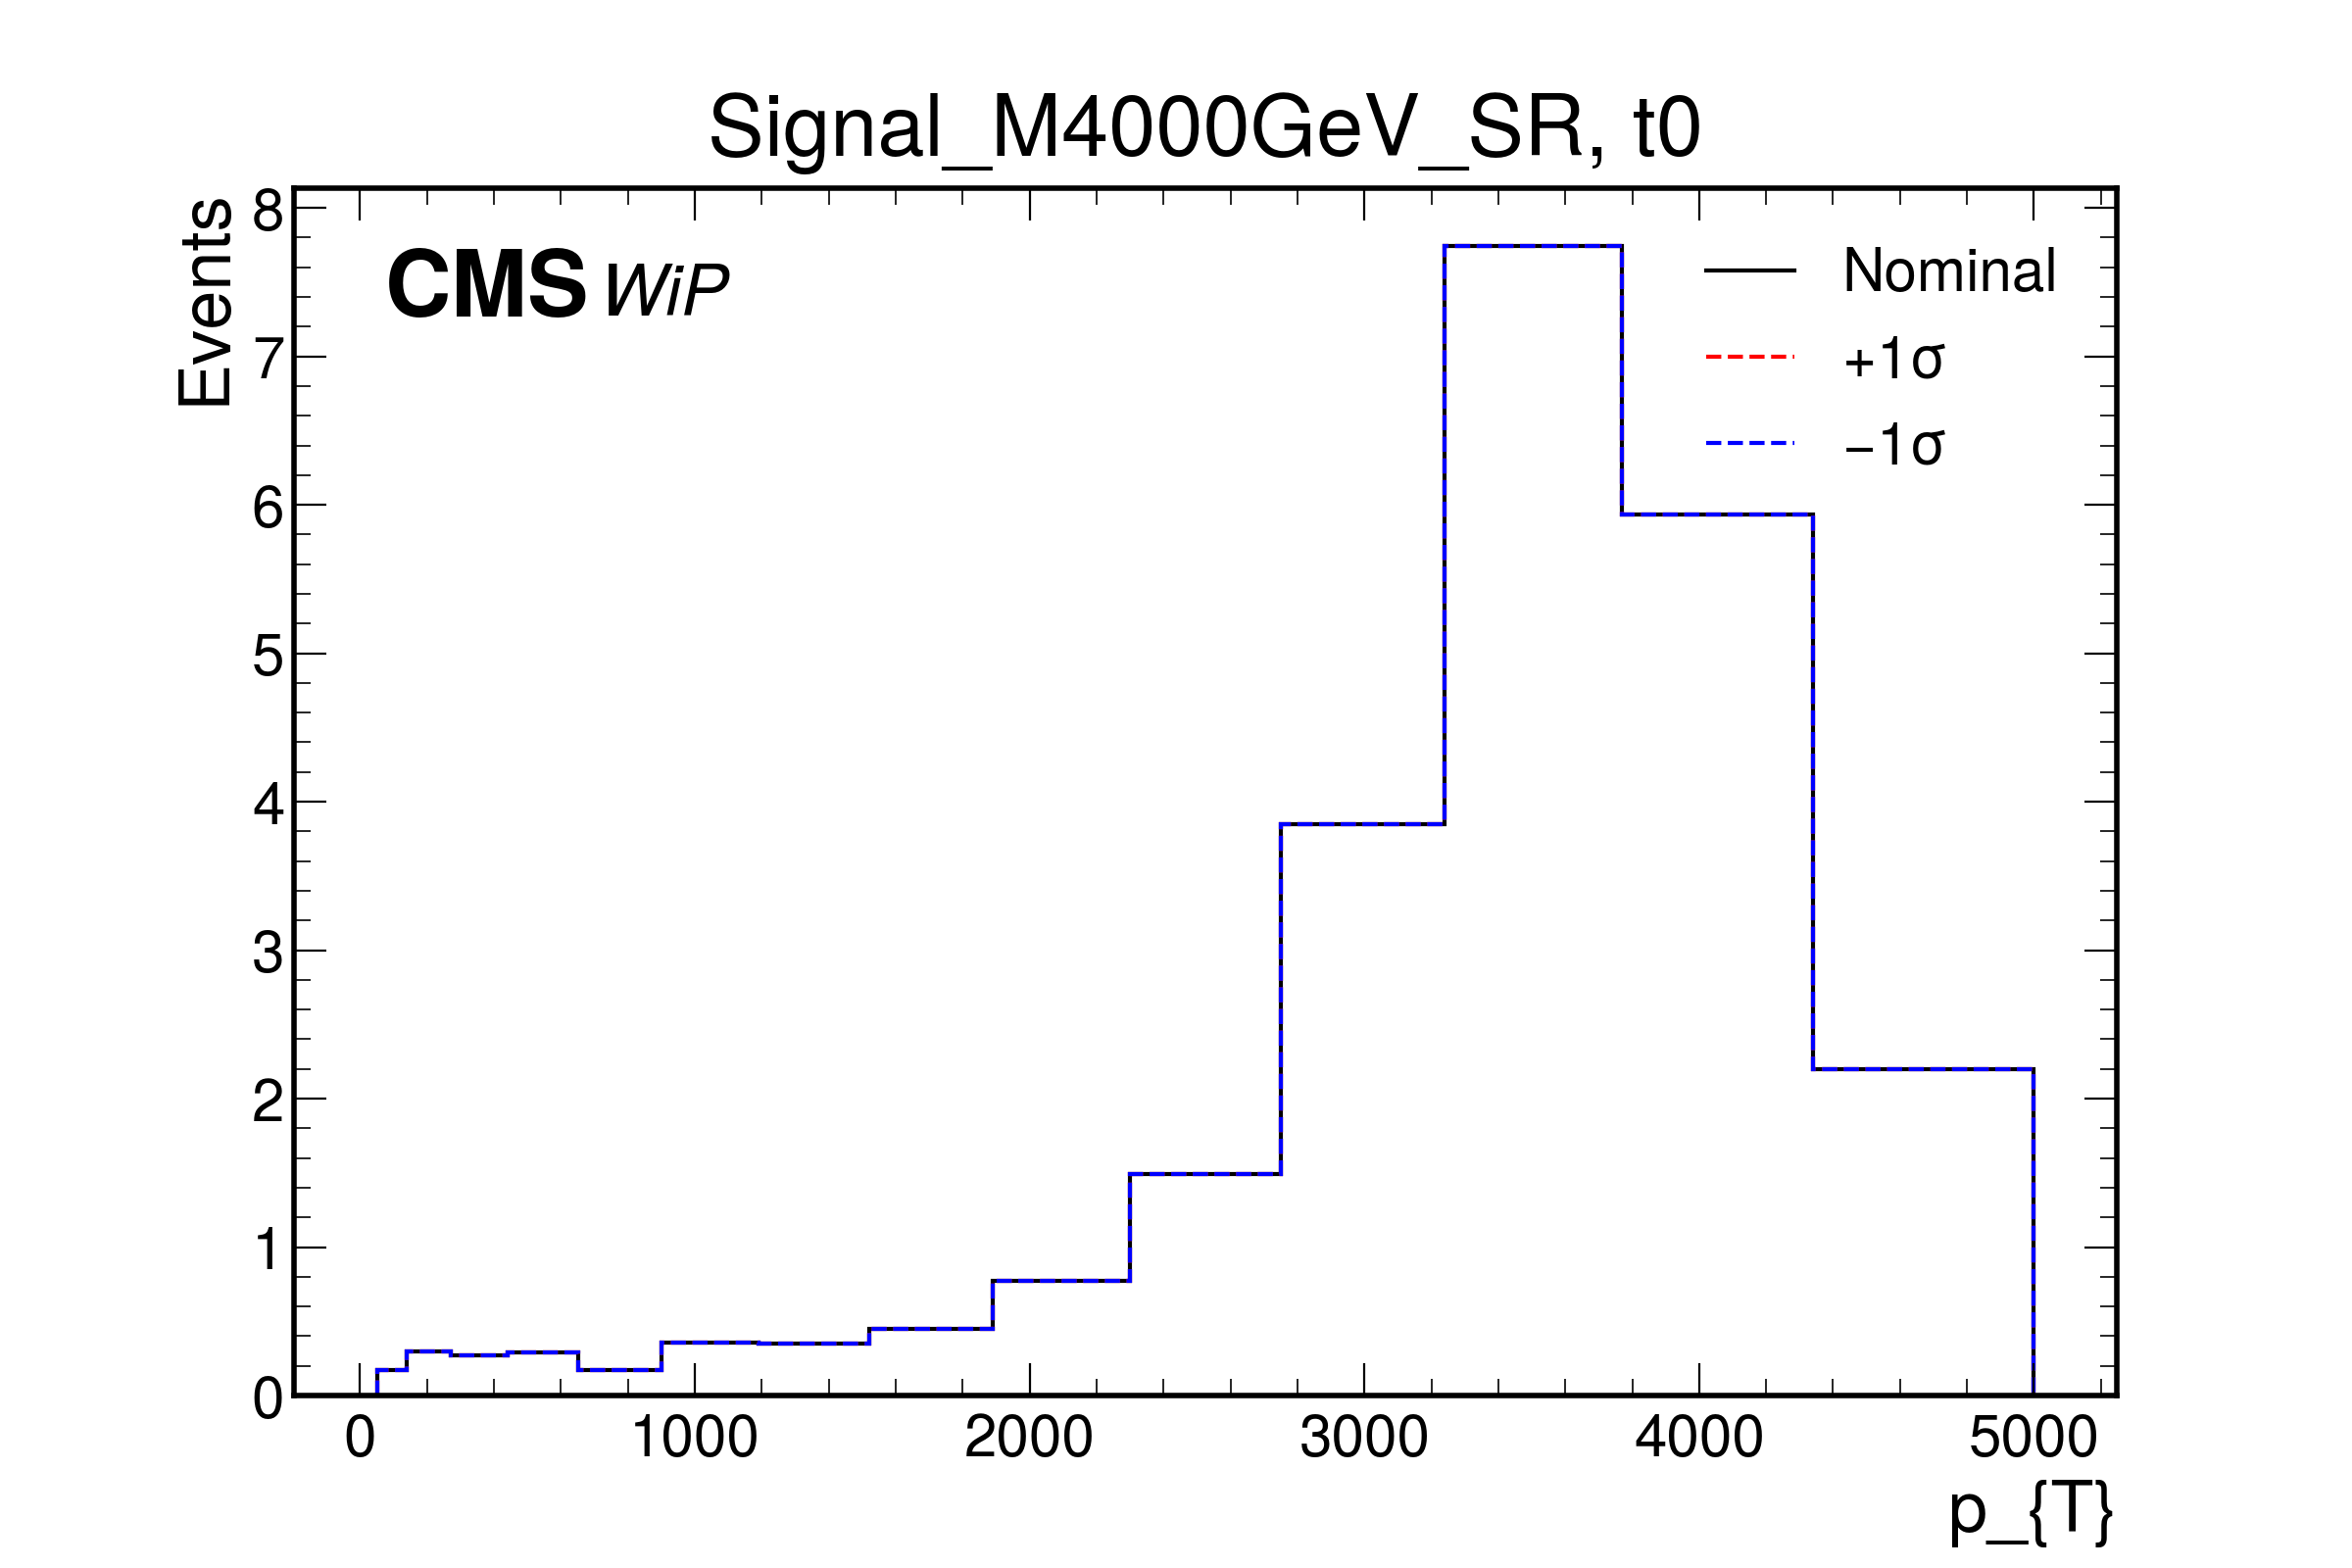 Signal_M4000GeV_SR, t0
Events
CMS WiP
Nominal
+1σ
−1σ
8
7
6
5
4
3
2
1
0
0 1000 2000 3000 4000 5000
p_{T}